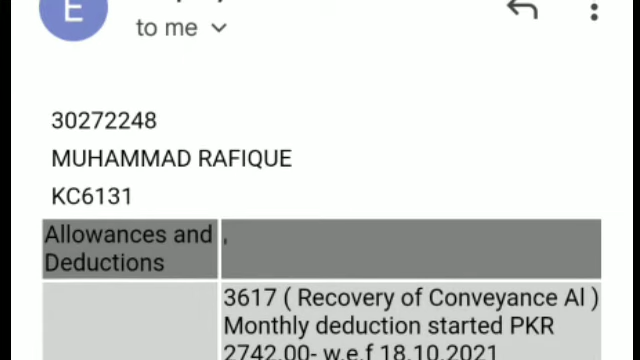 E
to me
30272248
MUHAMMAD RAFIQUE
KC6131
Allowances and ,
Deductions
3617 ( Recovery of Conveyance Al )
Monthly deduction started PKR
2742.00- w.e.f 18.10.2021